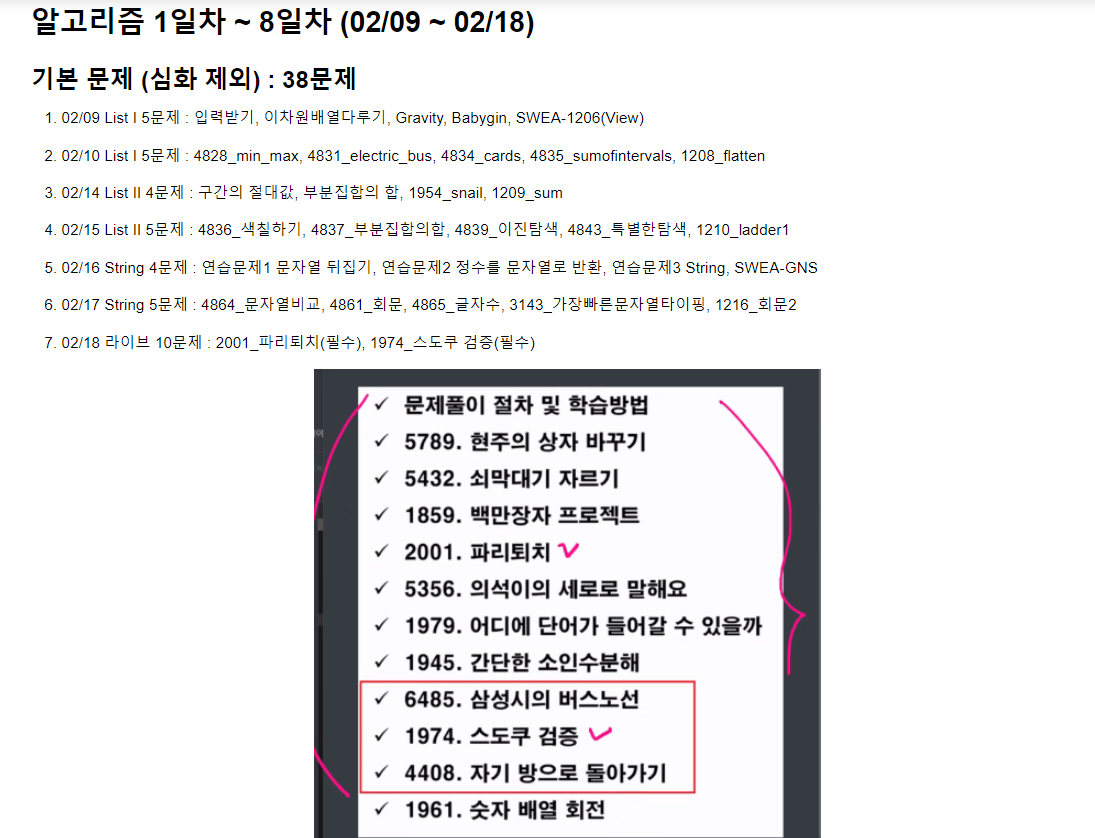 알고리즘 1일차 ~ 8일차 (02/09 ~ 02/18)
기본 문제 (심화 제외) : 38문제
1. 02/09 List I 5문제 : 입력받기, 이차원배열다루기, Gravity, Babygin, SWEA-1206(View)
2. 02/10 List I 5문제 : 4828_min_max, 4831_electric_bus, 4834_cards, 4835_sumofintervals, 1208_flatten
3. 02/14 List II 4문제 : 구간의 절대값, 부분집합의 합, 1954_snail, 1209_sum
4. 02/15 List II 5문제 : 4836_색칠하기, 4837_부분집합의합, 4839_이진탐색, 4843_특별한탐색, 1210_ladder1
5. 02/16 String 4문제 : 연습문제1 문자열 뒤집기, 연습문제2 정수를 문자열로 반환, 연습문제3 String, SWEA-GNS
6. 02/17 String 5문제 : 4864_문자열비교, 4861_회문, 4865_글자수, 3143_가장빠른문자열타이핑, 1216_회문2
7. 02/18 라이브 10문제 : 2001_파리퇴치(필수), 1974_스도쿠 검증(필수)
✓ 문제풀이 절차 및 학습방법
✓ 5789. 현주의 상자 바꾸기
✓ 5432. 쇠막대기 자르기
✓ 1859. 백만장자 프로젝트
✓ 2001. 파리퇴치
✓ 5356. 의석이의 세로로 말해요
✓ 1979. 어디에 단어가 들어갈 수 있을까
✓ 1945. 간단한 소인수분해
✓ 6485. 삼성시의 버스노선
✓ 1974. 스도쿠 검증
✓ 4408. 자기 방으로 돌아가기
✓ 1961. 숫자 배열 회전